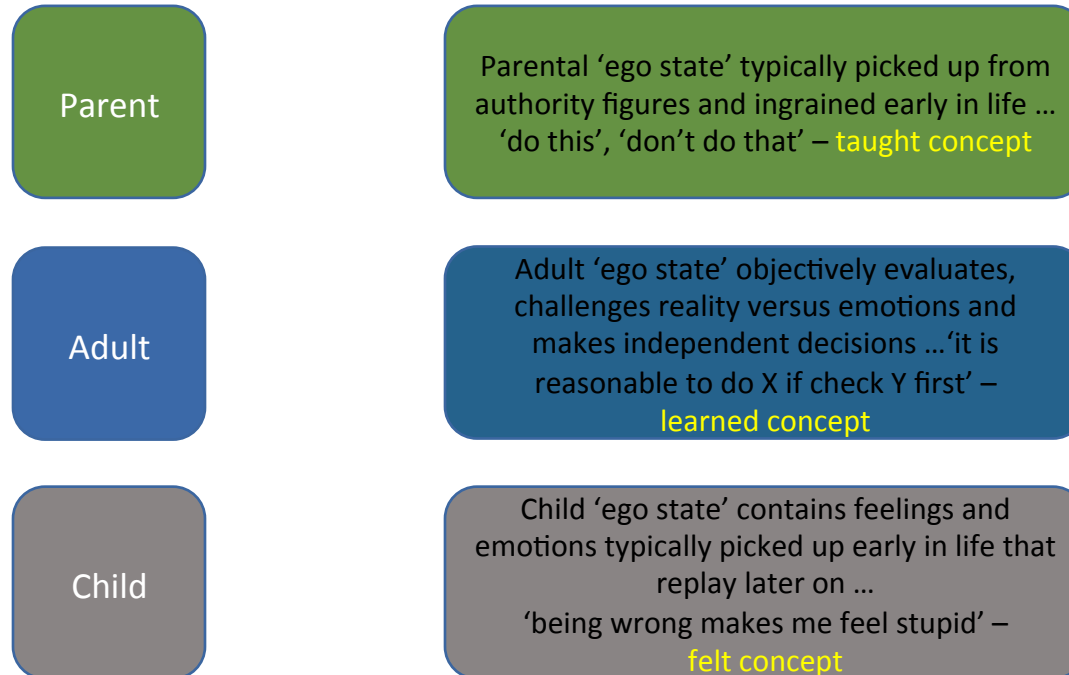 Parent
Parental ‘ego state’ typically picked up from
authority figures and ingrained early in life …
‘do this’, ‘don’t do that’ – taught concept
Adult
Adult ‘ego state’ objectively evaluates,
challenges reality versus emotions and
makes independent decisions …‘it is
reasonable to do X if check Y first’ –
learned concept
Child
Child ‘ego state’ contains feelings and
emotions typically picked up early in life that
replay later on …
‘being wrong makes me feel stupid’ –
felt concept